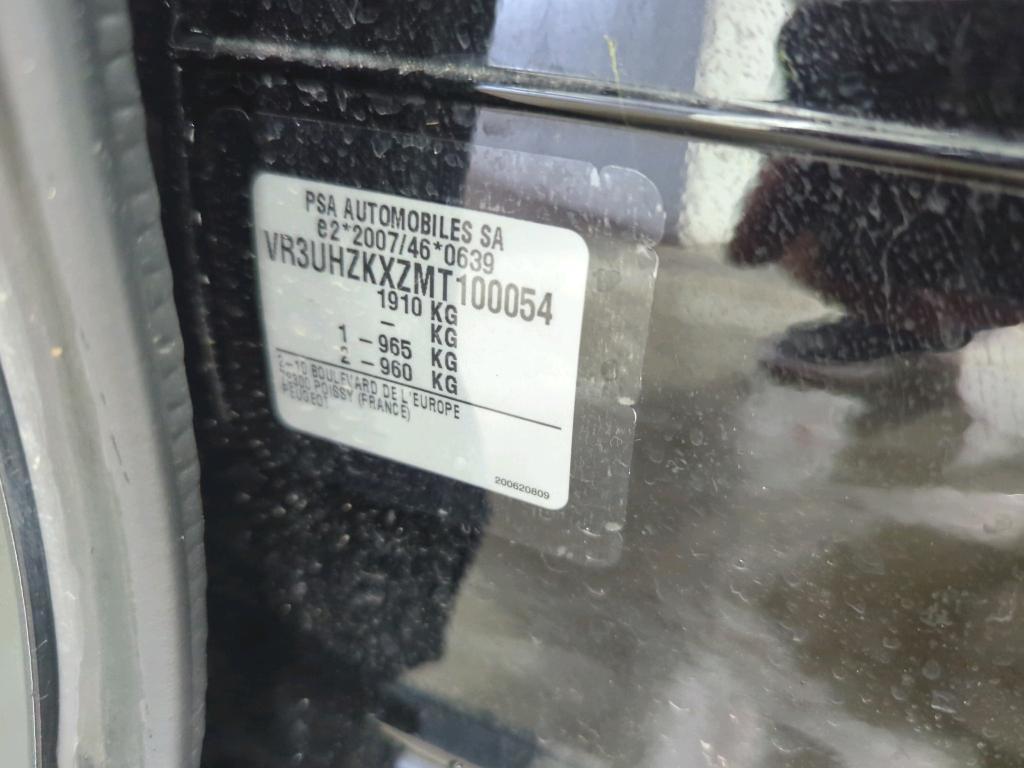 PSA AUTOMOBILES SA
e2*2007/46*0639
VR3UHZKXZMT100054
1910 KG
– KG
1 – 965 KG
2 – 960 KG
2-10 BOULEVARD DE L'EUROPE
78300 POISSY (FRANCE)
PEUGEOT
200620809